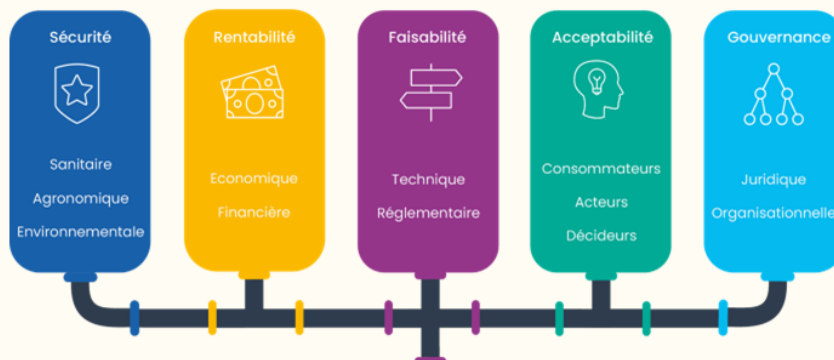 Sécurité
Sanitaire
Agronomique
Environnementale
Rentabilité
Economique
Financière
Faisabilité
Technique
Réglementaire
Acceptabilité
Consommateurs
Acteurs
Décideurs
Gouvernance
Juridique
Organisationnelle